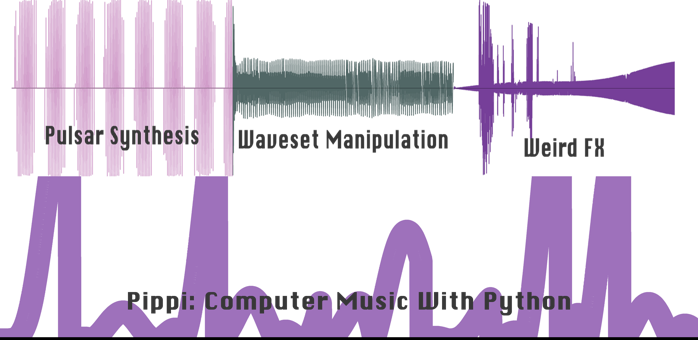 Pulsar Synthesis
Waveset Manipulation
Weird FX
Pippi: Computer Music With Python